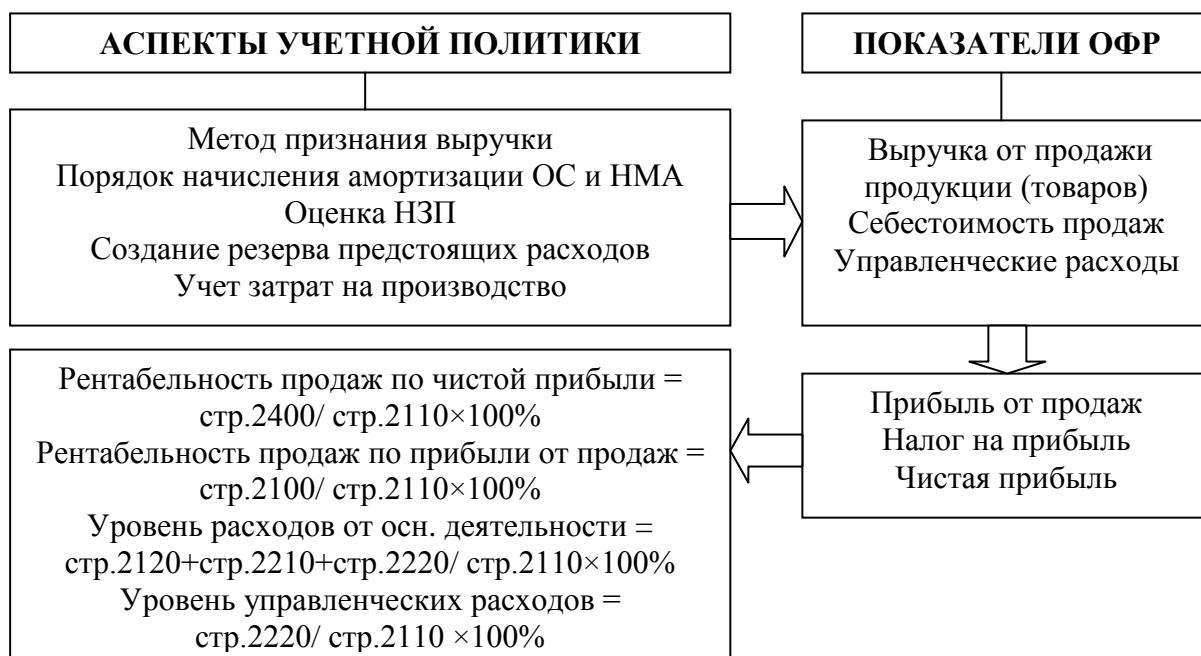 АСПЕКТЫ УЧЕТНОЙ ПОЛИТИКИ
ПОКАЗАТЕЛИ ОФР
Метод признания выручки
Порядок начисления амортизации ОС и НМА
Оценка НЗП
Создание резерва предстоящих расходов
Учет затрат на производство
Выручка от продажи
продукции (товаров)
Себестоимость продаж
Управленческие расходы
Прибыль от продаж
Налог на прибыль
Чистая прибыль
Рентабельность продаж по чистой прибыли =
стр.2400/ стр.2110×100%
Рентабельность продаж по прибыли от продаж =
стр.2100/ стр.2110×100%
Уровень расходов от осн. деятельности =
стр.2120+стр.2210+стр.2220/ стр.2110×100%
Уровень управленческих расходов =
стр.2220/ стр.2110 ×100%